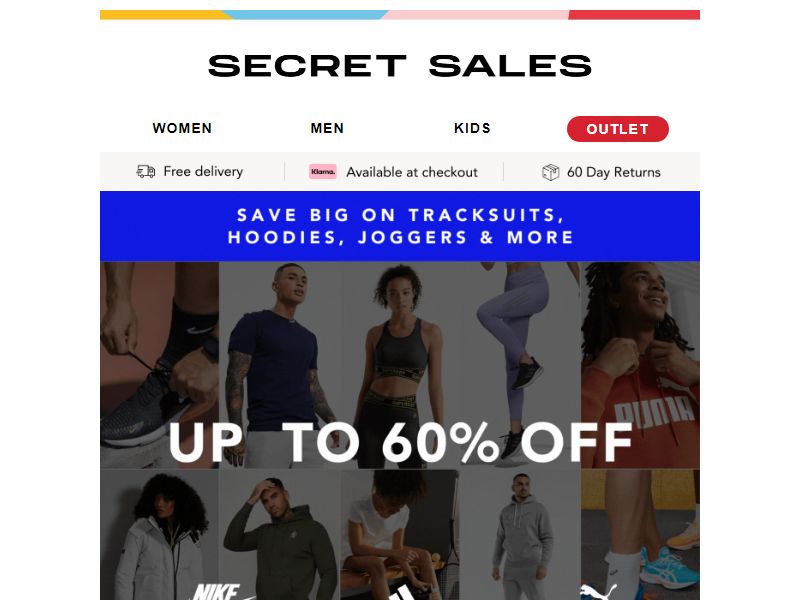 SECRET SALES
WOMEN MEN KIDS OUTLET
Free delivery Klarna. Available at checkout 60 Day Returns
SAVE BIG ON TRACKSUITS,
HOODIES, JOGGERS & MORE
PUMA
UP TO 60% OFF
NIKE